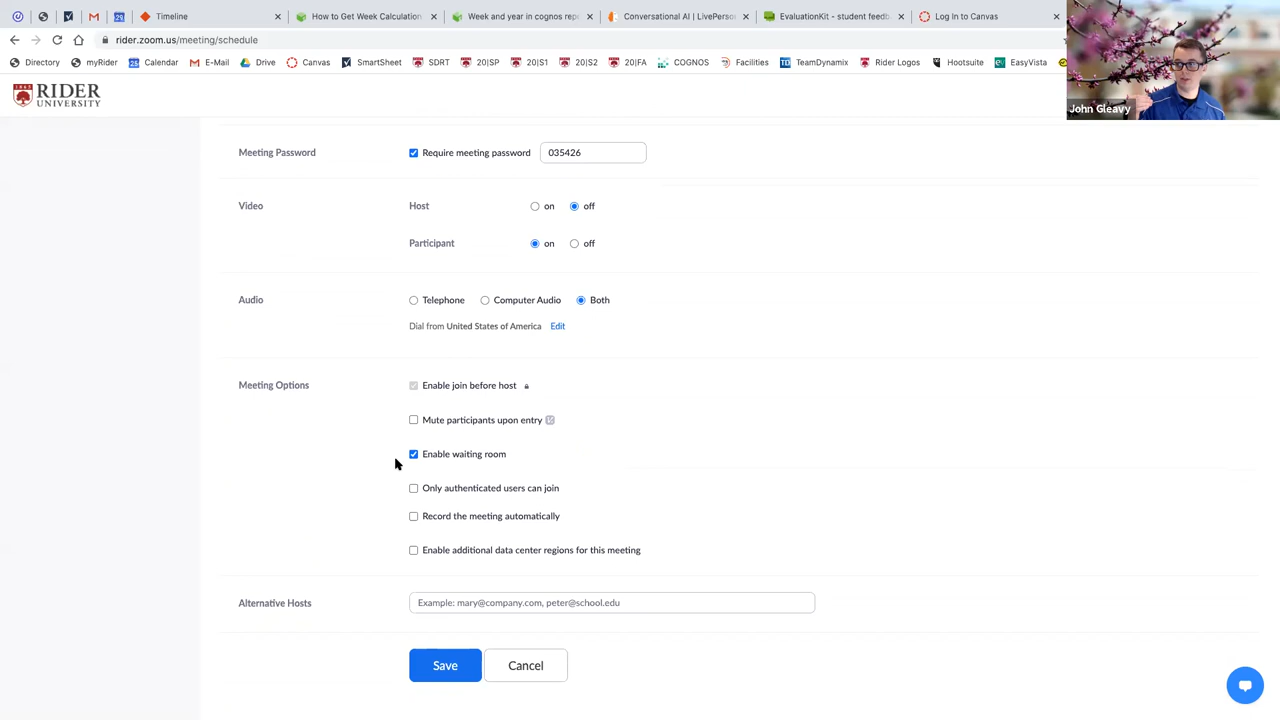 Timeline
How to Get Week Calculation
Week and year in cognos rep
Conversational AI | LivePerson
EvaluationKit - student feedb
Log In to Canvas
rider.zoom.us/meeting/schedule
Directory
myRider
Calendar
E-Mail
Drive
Canvas
SmartSheet
SDRT
20|SP
20|S1
20|S2
20|FA
COGNOS
Facilities
TeamDynamix
Rider Logos
Hootsuite
EasyVista
John Gleavy
RIDER
UNIVERSITY
Meeting Password
Require meeting password
035426
Video
Host
on
off
Participant
on
off
Audio
Telephone
Computer Audio
Both
Dial from United States of America Edit
Meeting Options
Enable join before host
Mute participants upon entry
Enable waiting room
Only authenticated users can join
Record the meeting automatically
Enable additional data center regions for this meeting
Alternative Hosts
Example: mary@company.com, peter@school.edu
Save
Cancel